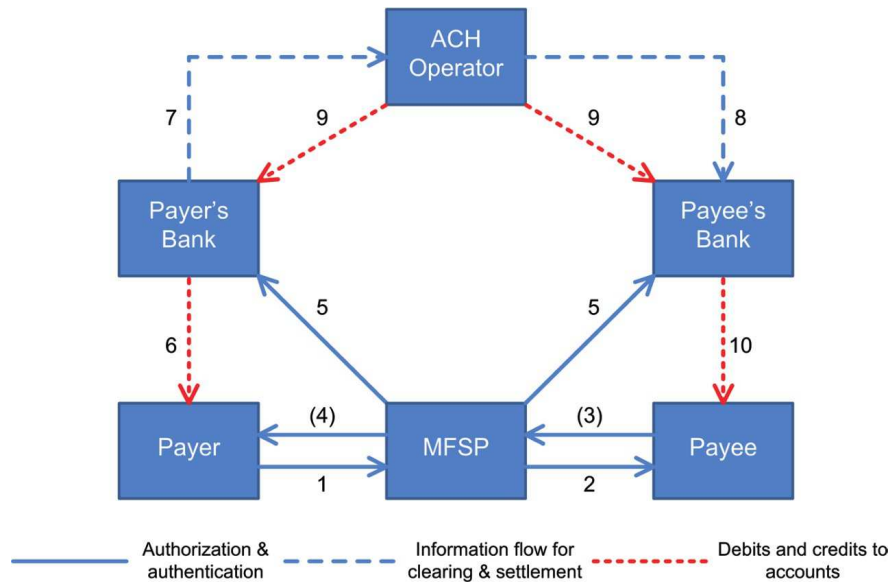 ACH
Operator
7
9
9
8
Payer's
Bank
Payee's
Bank
5
5
6
10
(4)
(3)
Payer
MFSP
Payee
1
2
Authorization &
authentication
Information flow for
clearing & settlement
Debits and credits to
accounts